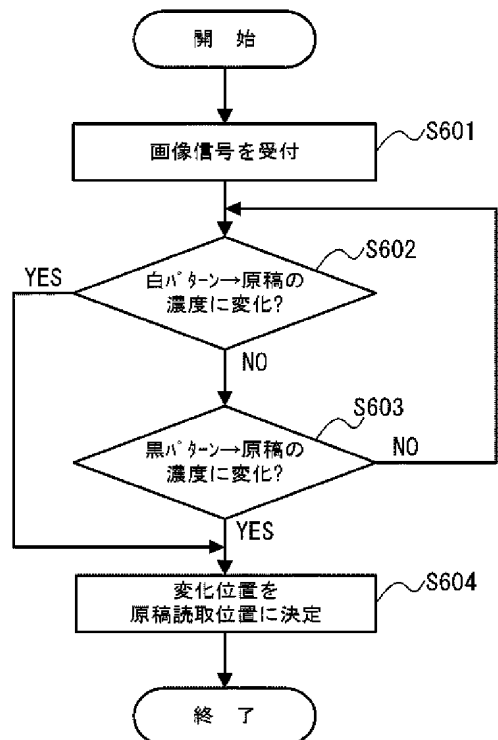 開 始
画像信号を受付
S601
白パターン→原稿の
濃度に変化?
S602
YES
NO
黒パターン→原稿の
濃度に変化?
S603
NO
YES
変化位置を
原稿読取位置に決定
S604
終 了